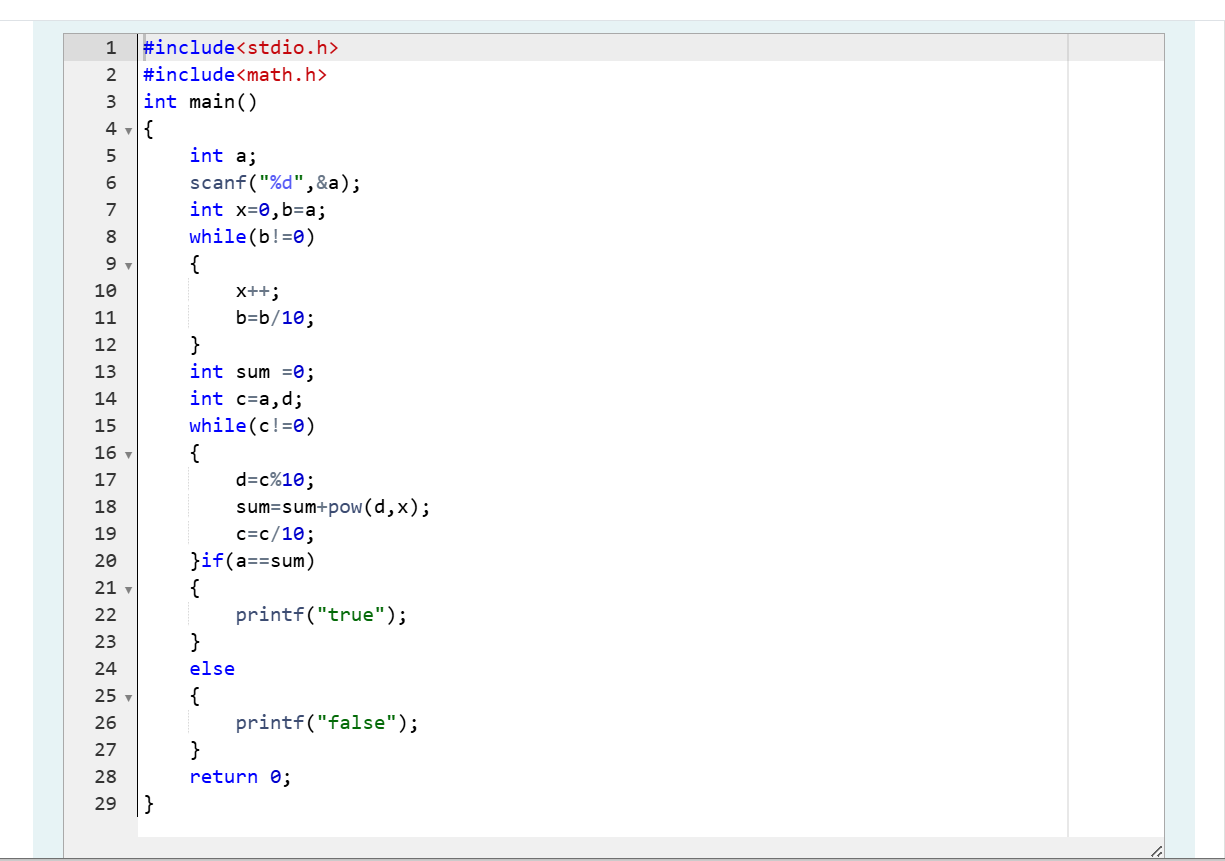 1 #include<stdio.h>
2 #include<math.h>
3 int main()
4 {
5     int a;
6     scanf("%d",&a);
7     int x=0,b=a;
8     while(b!=0)
9     {
10         x++;
11         b=b/10;
12     }
13     int sum =0;
14     int c=a,d;
15     while(c!=0)
16     {
17         d=c%10;
18         sum=sum+pow(d,x);
19         c=c/10;
20     }if(a==sum)
21     {
22         printf("true");
23     }
24     else
25     {
26         printf("false");
27     }
28     return 0;
29 }